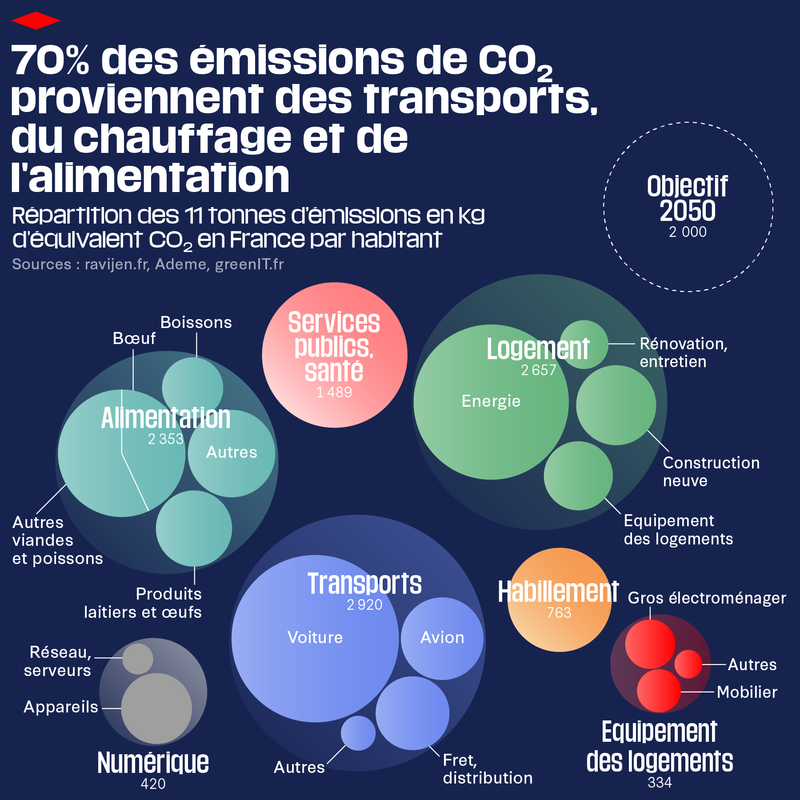 70% des émissions de CO₂
proviennent des transports,
du chauffage et de
l'alimentation
Répartition des 11 tonnes d'émissions en kg
d'équivalent CO₂ en France par habitant
Sources : ravijen.fr, Ademe, greenIT.fr
Objectif
2050
2 000
Boissons
Bœuf
Alimentation
2 353
Autres
Autres
viandes
et poissons
Produits
laitiers et œufs
Services
publics,
santé
1 489
Logement
2 657
Energie
Rénovation,
entretien
Construction
neuve
Equipement
des logements
Transports
2 920
Voiture
Avion
Autres
Fret,
distribution
Habillement
763
Gros électroménager
Autres
Mobilier
Equipement
des logements
334
Réseau,
serveurs
Appareils
Numérique
420